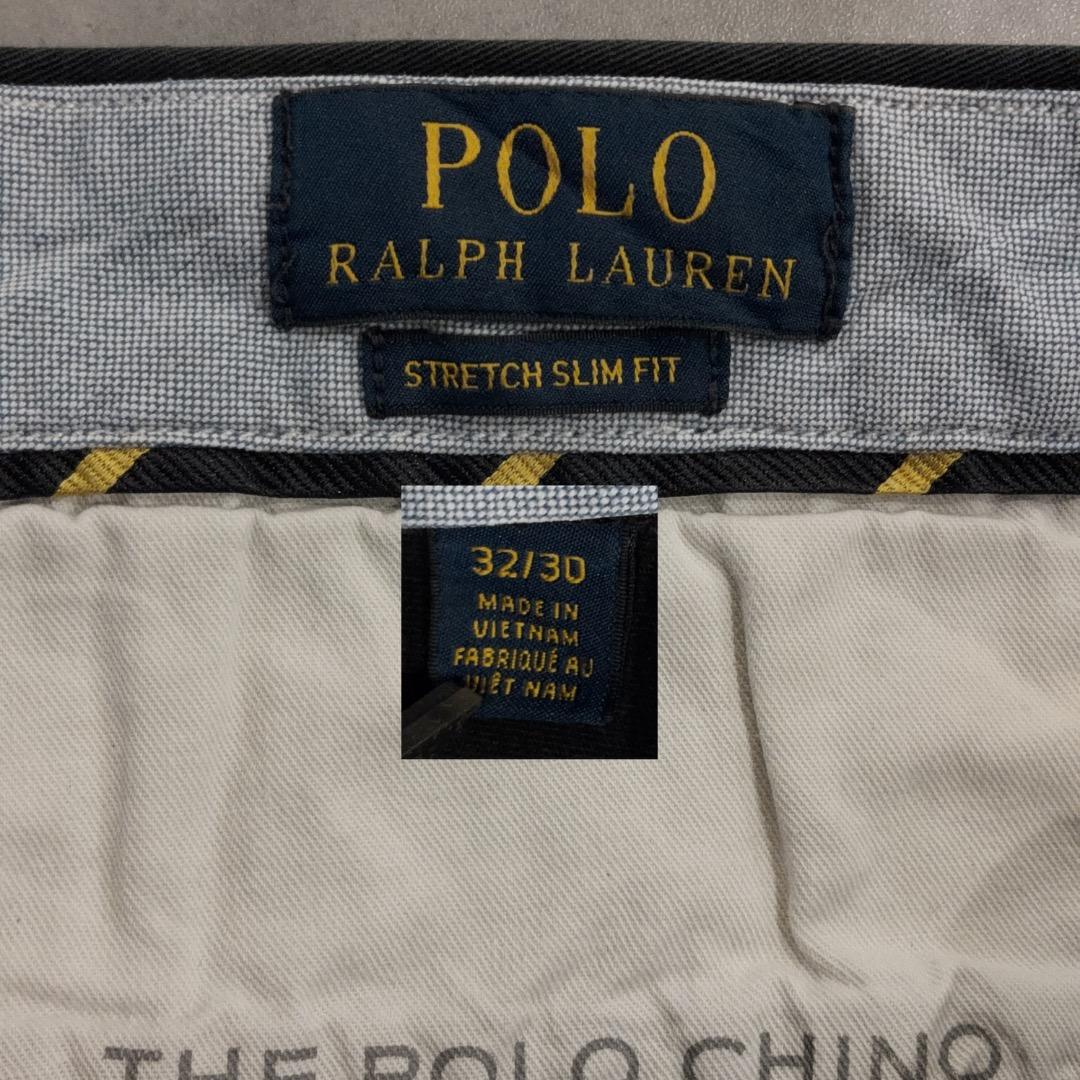 POLO
RALPH LAUREN
STRETCH SLIM FIT
32/30
MADE IN
VIETNAM
FABRIQUÉ AU
VIÊT NAM
THE POLO CHINO